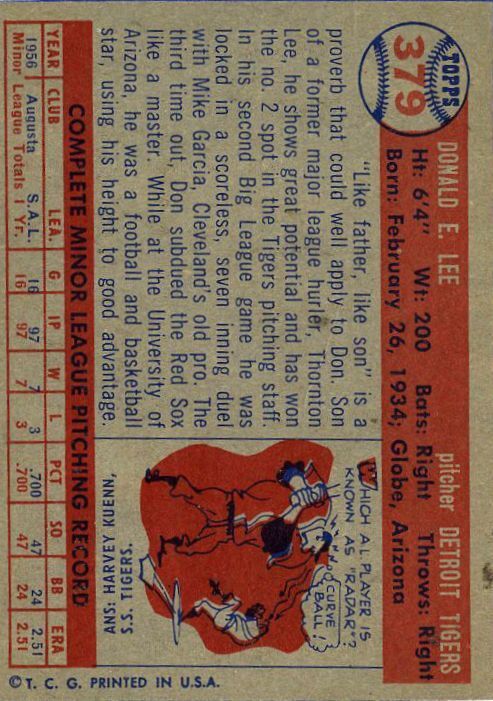 TOPPS
379
DONALD E. LEE
pitcher DETROIT TIGERS
Ht: 6'4" Wt: 200 Bats: Right Throws: Right
Born: February 26, 1934; Globe, Arizona
"Like father, like son" is a
proverb that could well apply to Don. Son
of a former major league hurler, Thornton
Lee, he shows great potential and has won
the no. 2 spot in the Tigers pitching staff.
In his second Big League game he was
locked in a scoreless, seven inning duel
with Mike Garcia, Cleveland's old pro. The
third time out, Don subdued the Red Sox
like a master. While at the University of
Arizona, he was a football and basketball
star, using his height to good advantage.
WHICH A.L. PLAYER IS
KNOWN AS "RADAR"?
CURVE
BALL!
ANS: HARVEY KUENN,
S.S. TIGERS.
COMPLETE MINOR LEAGUE PITCHING RECORD
YEAR CLUB LEA. G IP W L PCT SO BB ERA
1956 Augusta S.A.L. 16 97 7 3 .700 47 24 2.51
Minor League Totals 1 Yr. 16 97 7 3 .700 47 24 2.51
© T. C. G. PRINTED IN U.S.A.